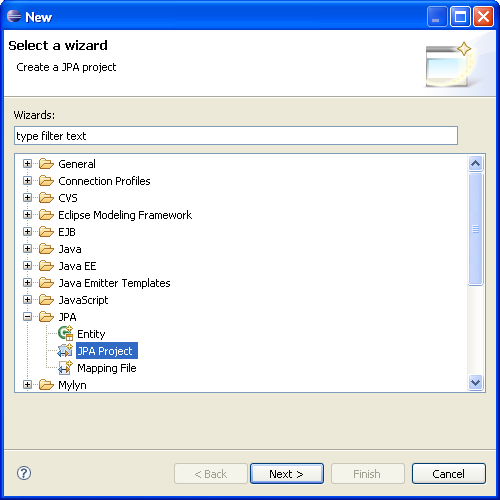 New
Select a wizard
Create a JPA project
Wizards:
type filter text
General
Connection Profiles
CVS
Eclipse Modeling Framework
EJB
Java
Java EE
Java Emitter Templates
JavaScript
JPA
Entity
JPA Project
Mapping File
Mylyn
? < Back Next > Finish Cancel